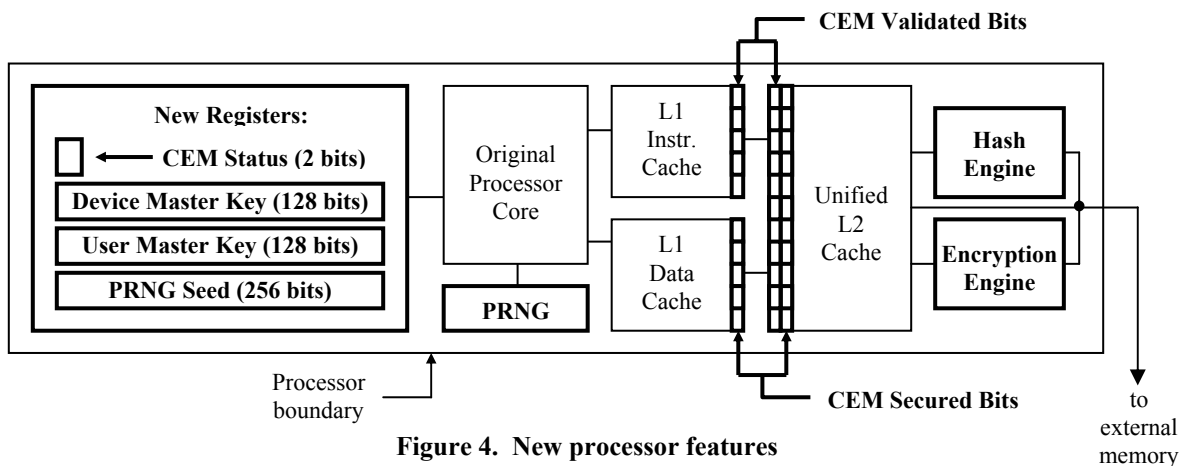 CEM Validated Bits
New Registers:
CEM Status (2 bits)
Device Master Key (128 bits)
User Master Key (128 bits)
PRNG Seed (256 bits)
Original
Processor
Core
PRNG
L1
Instr.
Cache
L1
Data
Cache
Unified
L2
Cache
Hash
Engine
Encryption
Engine
Processor
boundary
CEM Secured Bits
to
external
memory
Figure 4. New processor features